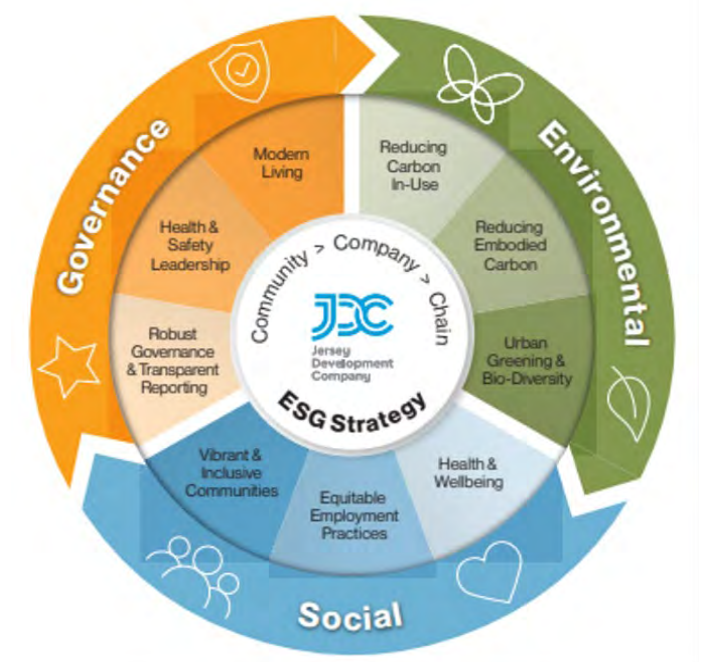 Governance
Environmental
Social
Modern
Living
Reducing
Carbon
In-Use
Health &
Safety
Leadership
Reducing
Embodied
Carbon
Robust
Governance
& Transparent
Reporting
Urban
Greening &
Bio-Diversity
Vibrant &
Inclusive
Communities
Equitable
Employment
Practices
Health &
Wellbeing
Community > Company > Chain
JDC
Jersey
Development
Company
ESG Strategy